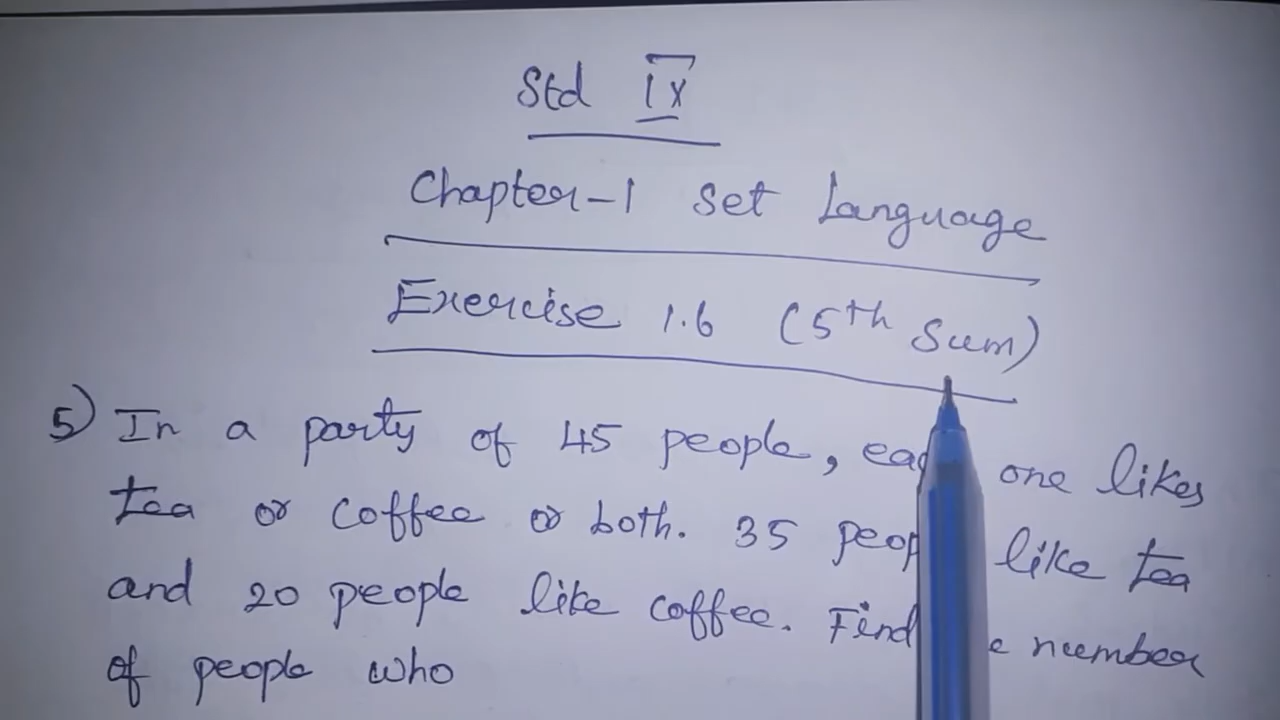 Std IX
Chapter-1 Set Language
Exercise 1.6 (5th Sum)
5) In a party of 45 people, one likes
tea or coffee or both. 35 like tea
and 20 people like coffee. Find number
of people who